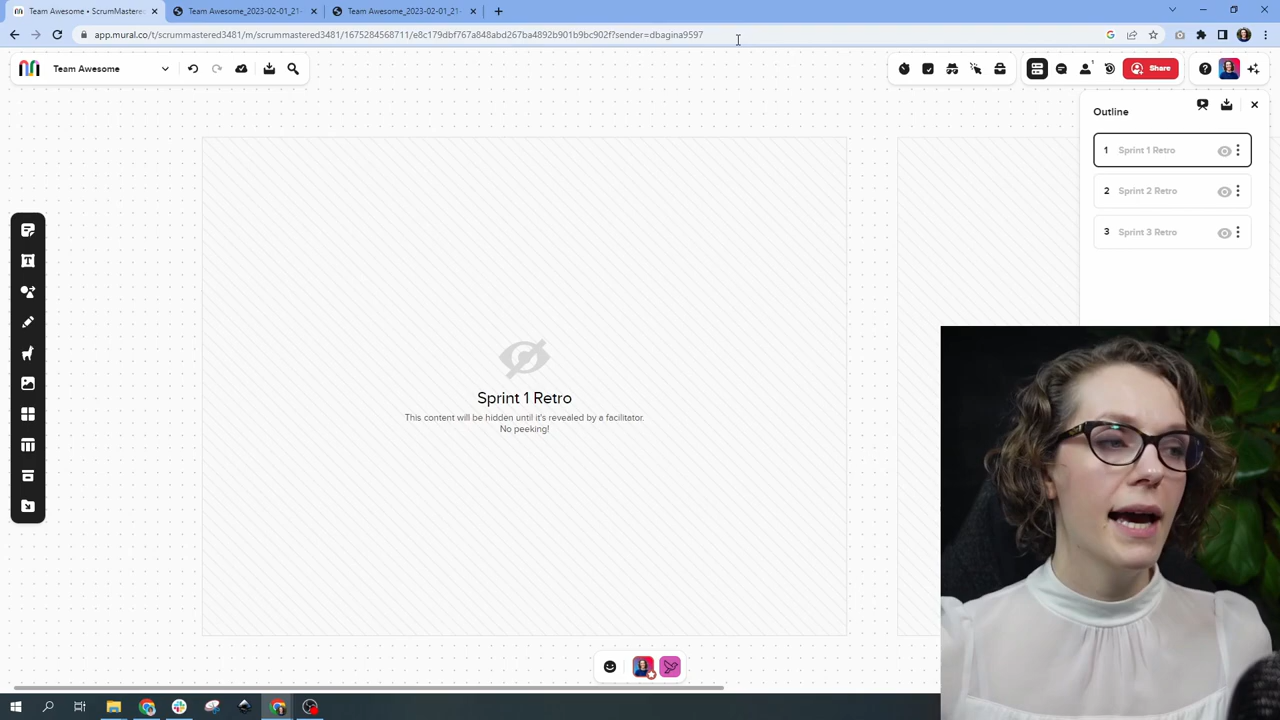 Team Awesome • ScrumMastere
Team Awesome_2023-02-01_21-
Team Awesome_2023-02-01_21-
app.mural.co/t/scrummastered3481/m/scrummastered3481/1675284568711/e8c179dbf767a848abd267ba4892b901b9bc902f?sender=dbagina9597
Team Awesome
1
Share
Outline
1 Sprint 1 Retro
2 Sprint 2 Retro
3 Sprint 3 Retro
Sprint 1 Retro
This content will be hidden until it's revealed by a facilitator.
No peeking!